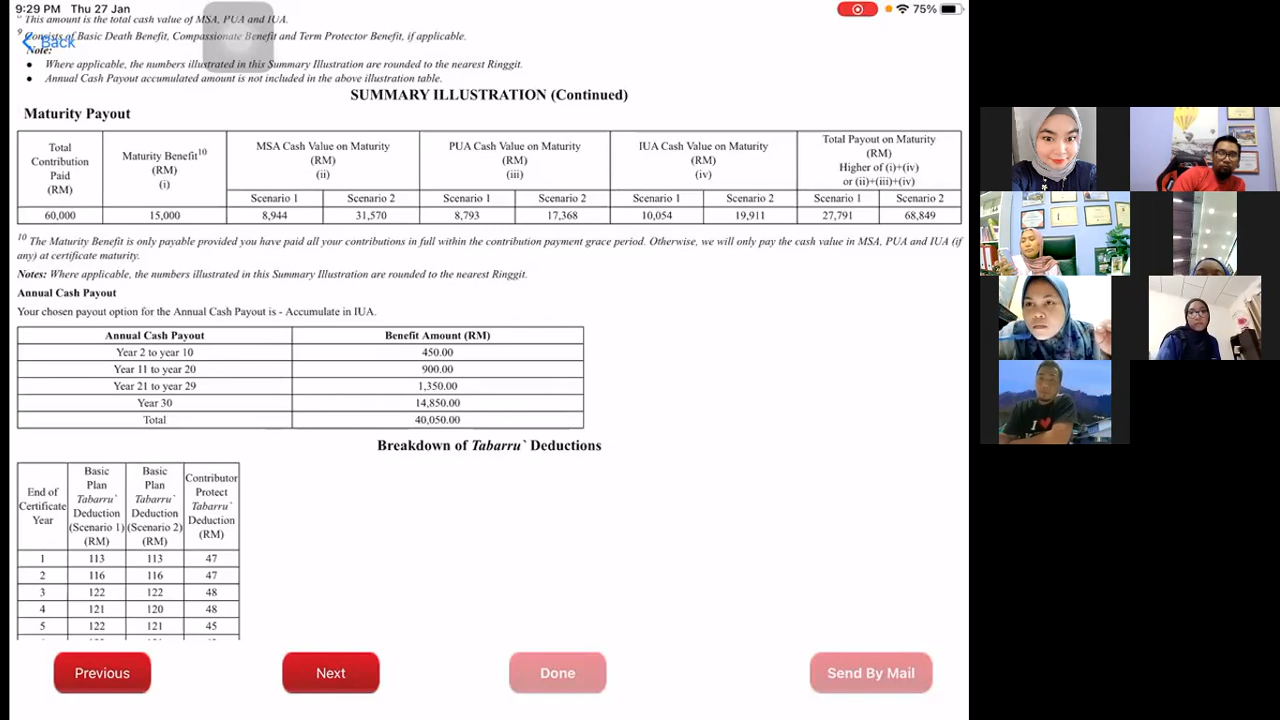 9:29 PM Thu 27 Jan
75%
8 This amount is the total cash value of MSA, PUA and IUA.
9 Consists of Basic Death Benefit, Compassionate Benefit and Term Protector Benefit, if applicable.
Back
Note:
• Where applicable, the numbers illustrated in this Summary Illustration are rounded to the nearest Ringgit.
• Annual Cash Payout accumulated amount is not included in the above illustration table.
SUMMARY ILLUSTRATION (Continued)
Maturity Payout
Total Contribution Paid (RM) Maturity Benefit10 (RM) (i) MSA Cash Value on Maturity (RM) (ii) PUA Cash Value on Maturity (RM) (iii) IUA Cash Value on Maturity (RM) (iv) Total Payout on Maturity (RM) Higher of (i)+(iv) or (ii)+(iii)+(iv)
Scenario 1 Scenario 2 Scenario 1 Scenario 2 Scenario 1 Scenario 2 Scenario 1 Scenario 2
60,000 15,000 8,944 31,570 8,793 17,368 10,054 19,911 27,791 68,849
10 The Maturity Benefit is only payable provided you have paid all your contributions in full within the contribution payment grace period. Otherwise, we will only pay the cash value in MSA, PUA and IUA (if
any) at certificate maturity.
Notes: Where applicable, the numbers illustrated in this Summary Illustration are rounded to the nearest Ringgit.
Annual Cash Payout
Your chosen payout option for the Annual Cash Payout is - Accumulate in IUA.
Annual Cash Payout Benefit Amount (RM)
Year 2 to year 10 450.00
Year 11 to year 20 900.00
Year 21 to year 29 1,350.00
Year 30 14,850.00
Total 40,050.00
Breakdown of Tabarru` Deductions
End of Certificate Year Basic Plan Tabarru` Deduction (Scenario 1) (RM) Basic Plan Tabarru` Deduction (Scenario 2) (RM) Contributor Protect Tabarru` Deduction (RM)
1 113 113 47
2 116 116 47
3 122 122 48
4 121 120 48
5 122 121 45
Previous
Next
Done
Send By Mail